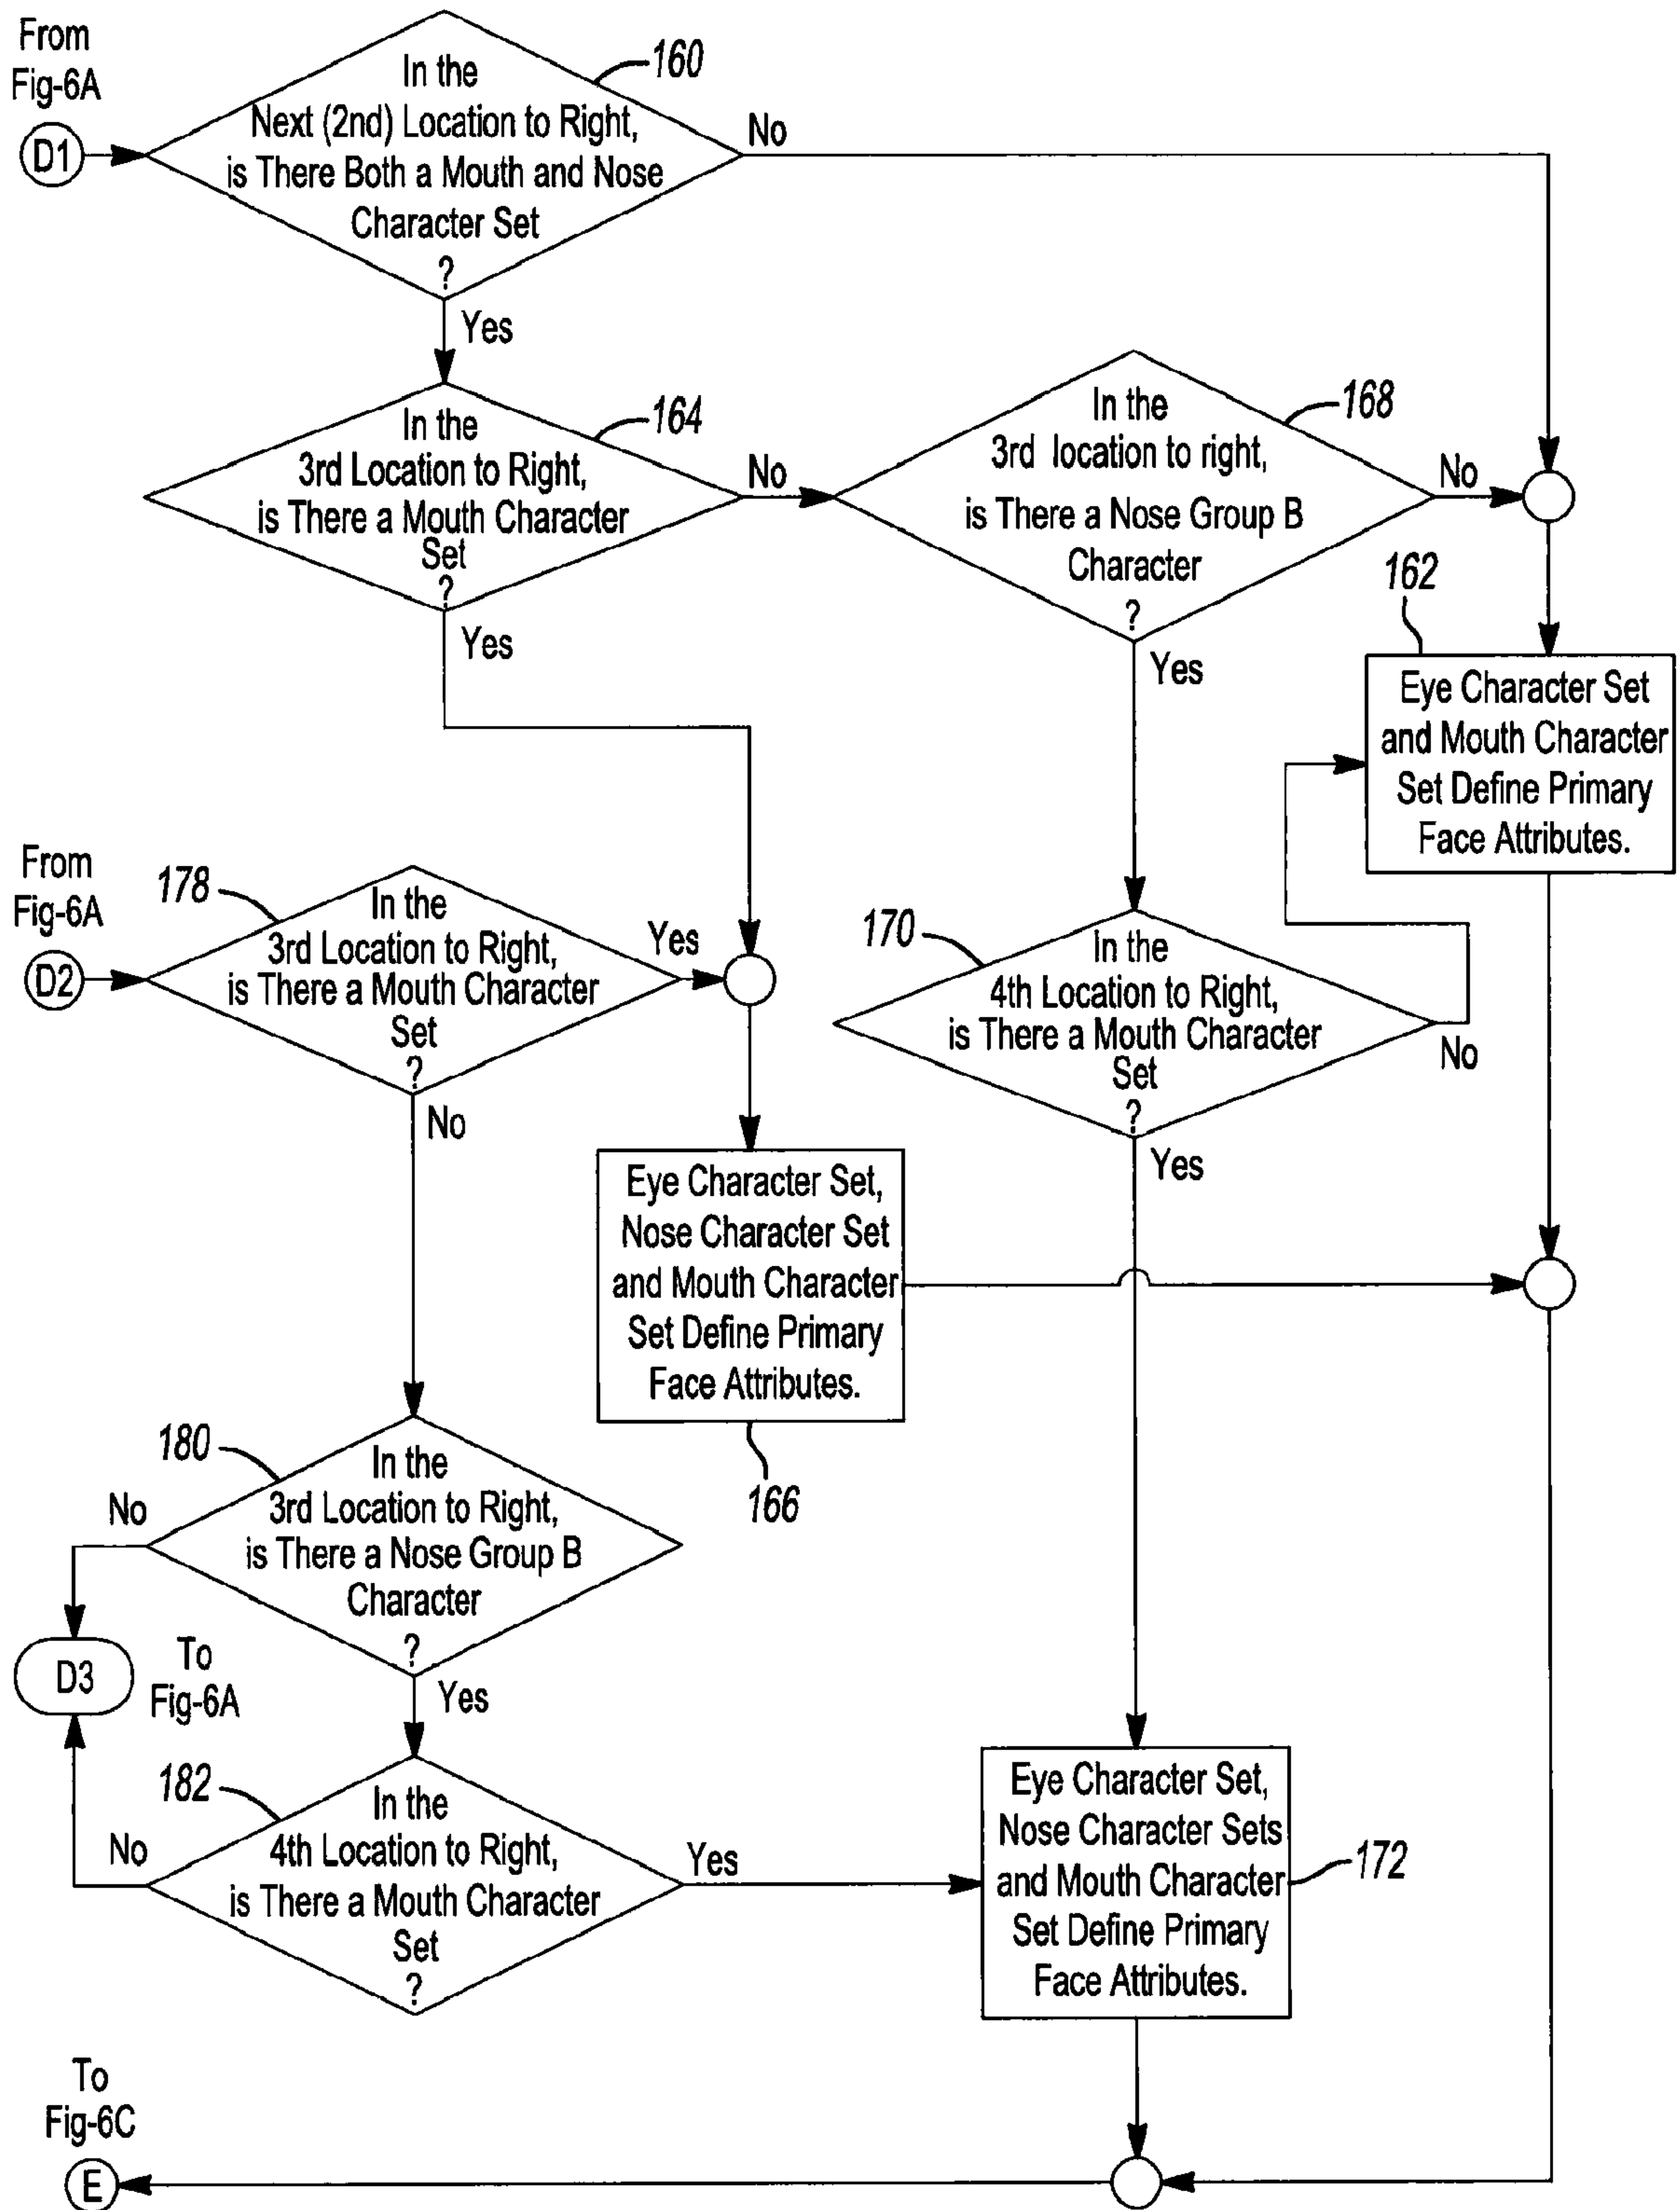 From
Fig-6A
D1
In the
Next (2nd) Location to Right,
is There Both a Mouth and Nose
Character Set
?
160
No
Yes
In the
3rd Location to Right,
is There a Mouth Character
Set
?
164
No
Yes
In the
3rd location to right,
is There a Nose Group B
Character
?
168
No
Yes
162
Eye Character Set
and Mouth Character
Set Define Primary
Face Attributes.
From
Fig-6A
D2
178
In the
3rd Location to Right,
is There a Mouth Character
Set
?
Yes
No
170
In the
4th Location to Right,
is There a Mouth Character
Set
?
No
Yes
Eye Character Set,
Nose Character Set
and Mouth Character
Set Define Primary
Face Attributes.
166
180
In the
3rd Location to Right,
is There a Nose Group B
Character
?
No
Yes
D3
To
Fig-6A
182
In the
4th Location to Right,
is There a Mouth Character
Set
?
No
Yes
Eye Character Set,
Nose Character Sets
and Mouth Character
Set Define Primary
Face Attributes.
172
To
Fig-6C
E